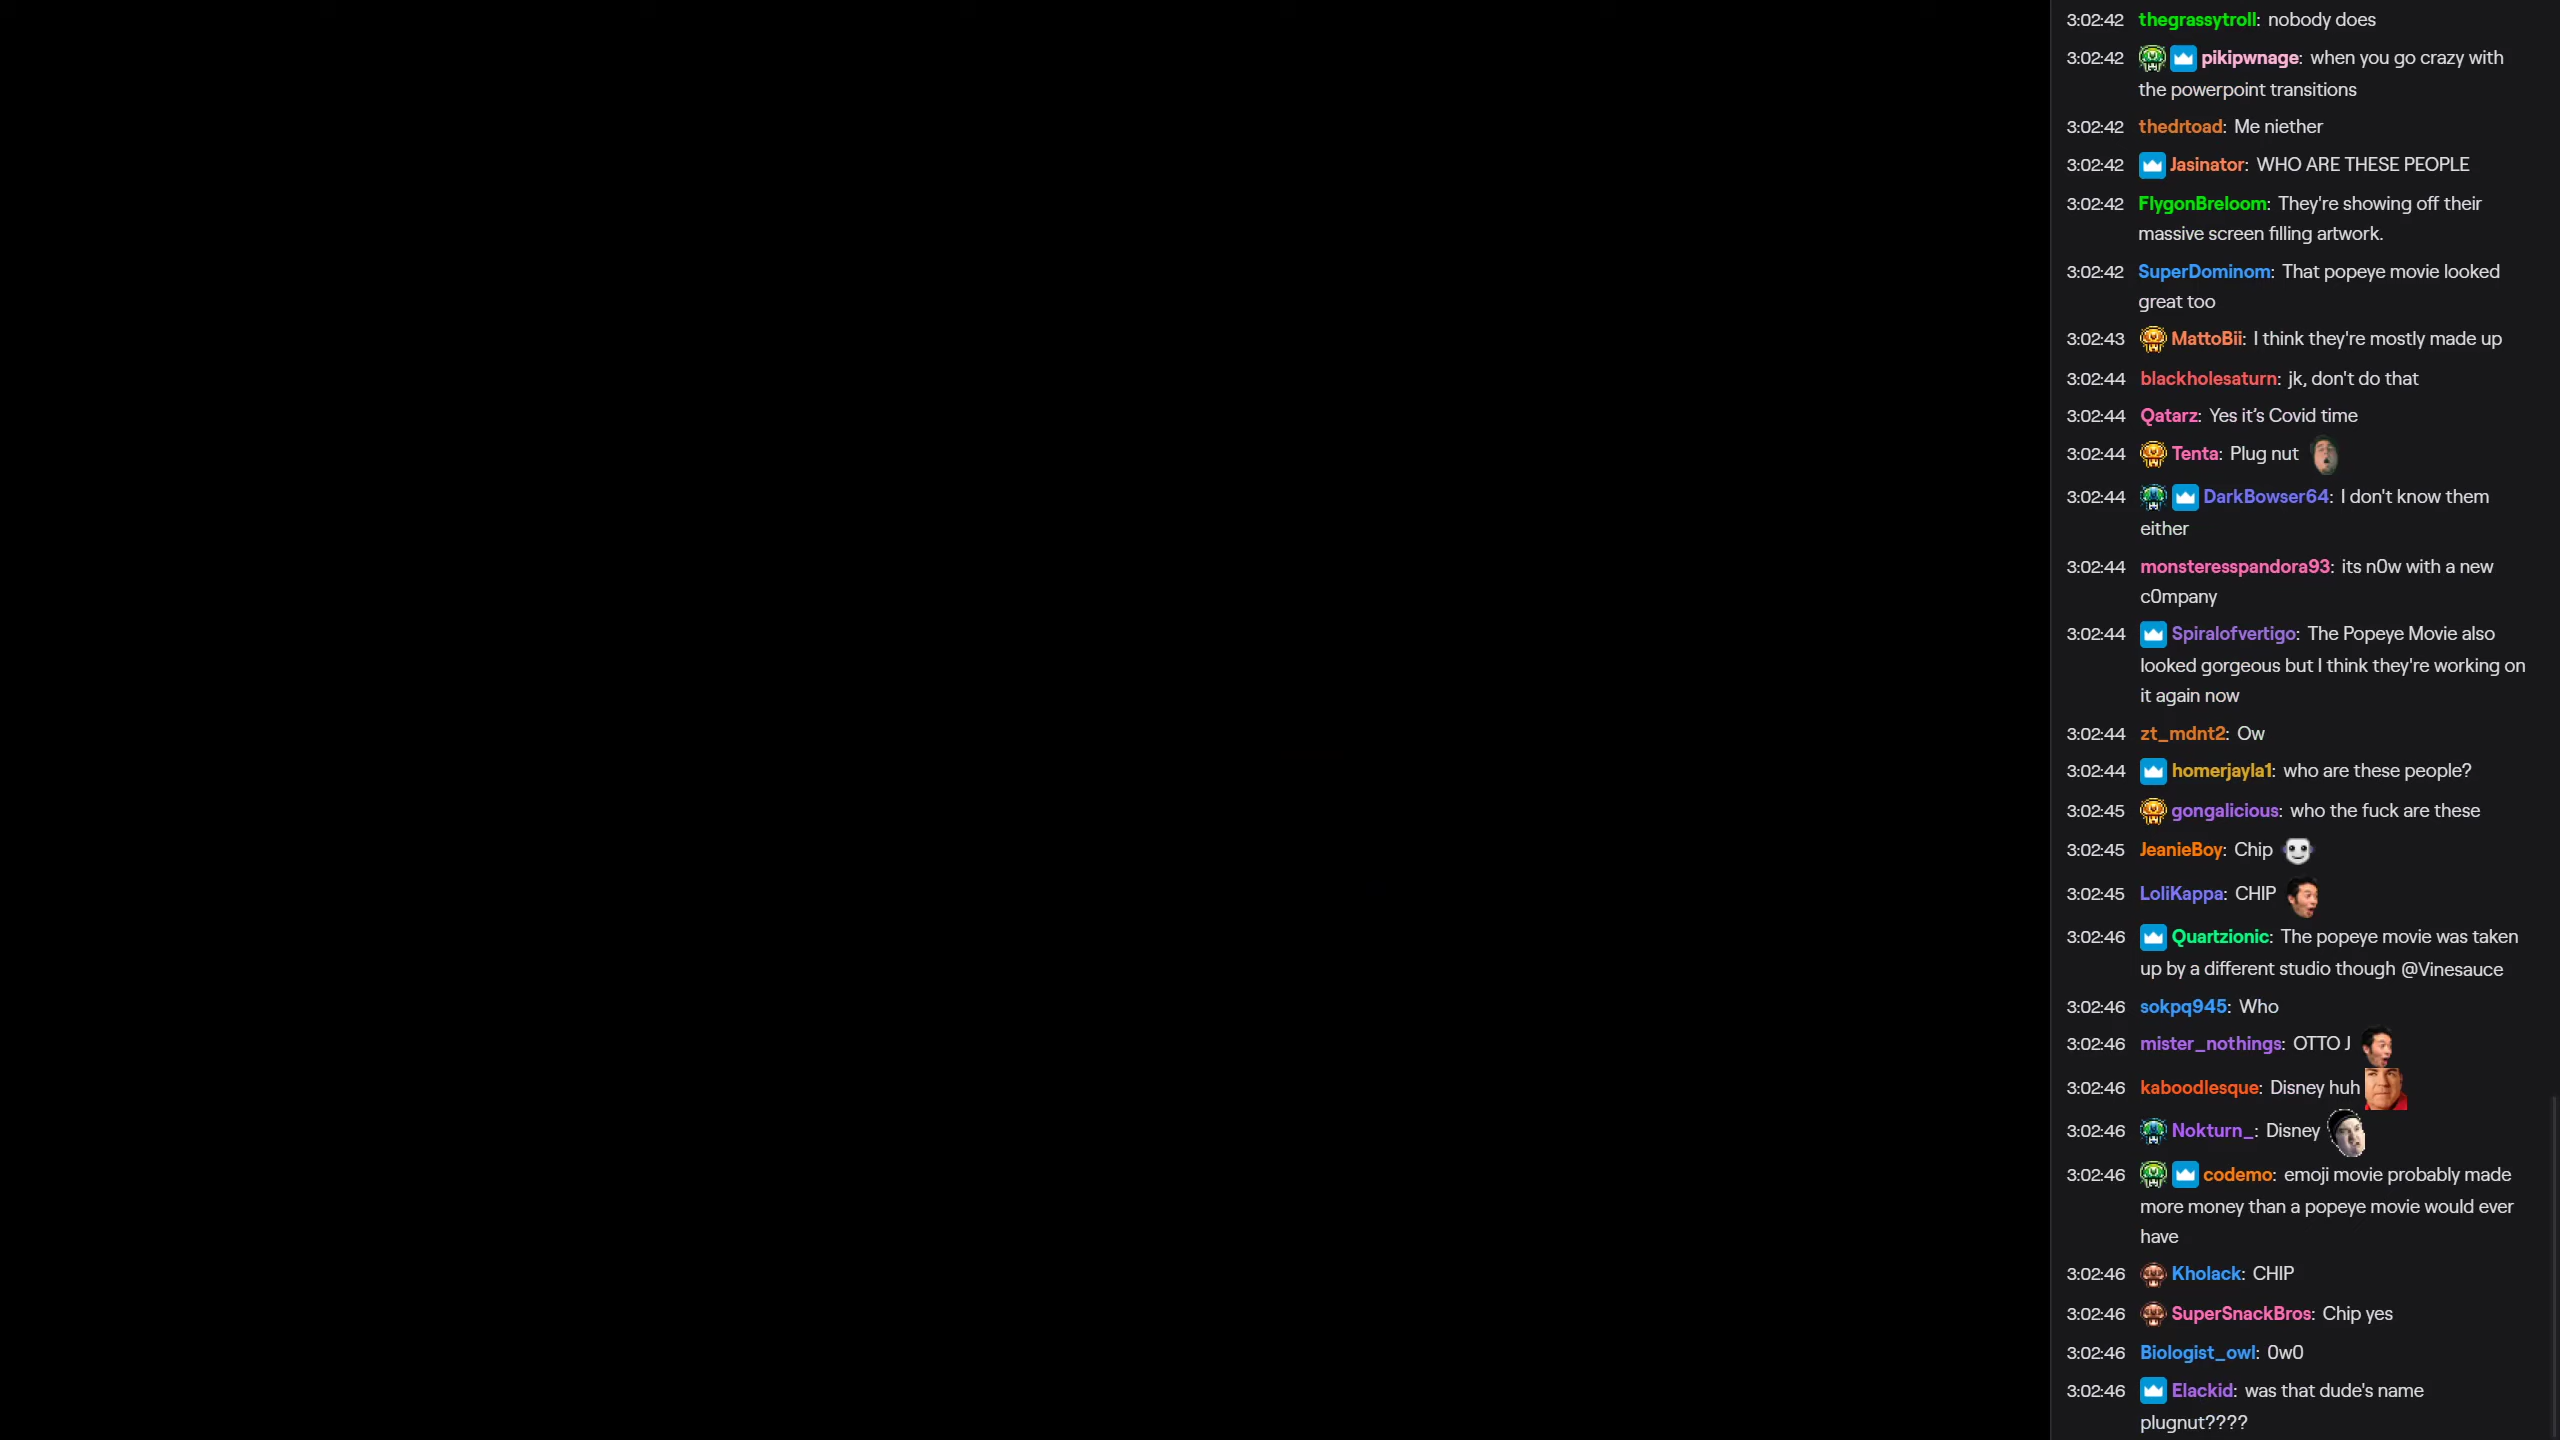 3:02:42 thegrassytroll: nobody does
3:02:42 pikipwnage: when you go crazy with
the powerpoint transitions
3:02:42 thedrtoad: Me niether
3:02:42 Jasinator: WHO ARE THESE PEOPLE
3:02:42 FlygonBreloom: They're showing off their
massive screen filling artwork.
3:02:42 SuperDominom: That popeye movie looked
great too
3:02:43 MattoBii: I think they're mostly made up
3:02:44 blackholesaturn: jk, don't do that
3:02:44 Qatarz: Yes it’s Covid time
3:02:44 Tenta: Plug nut
3:02:44 DarkBowser64: I don't know them
either
3:02:44 monsteresspandora93: its n0w with a new
c0mpany
3:02:44 Spiralofvertigo: The Popeye Movie also
looked gorgeous but I think they're working on
it again now
3:02:44 zt_mdnt2: Ow
3:02:44 homerjayla1: who are these people?
3:02:45 gongalicious: who the fuck are these
3:02:45 JeanieBoy: Chip
3:02:45 LoliKappa: CHIP
3:02:46 Quartzionic: The popeye movie was taken
up by a different studio though @Vinesauce
3:02:46 sokpq945: Who
3:02:46 mister_nothings: OTTO J
3:02:46 kaboodlesque: Disney huh
3:02:46 Nokturn_: Disney
3:02:46 codemo: emoji movie probably made
more money than a popeye movie would ever
have
3:02:46 Kholack: CHIP
3:02:46 SuperSnackBros: Chip yes
3:02:46 Biologist_owl: 0w0
3:02:46 Elackid: was that dude's name
plugnut????